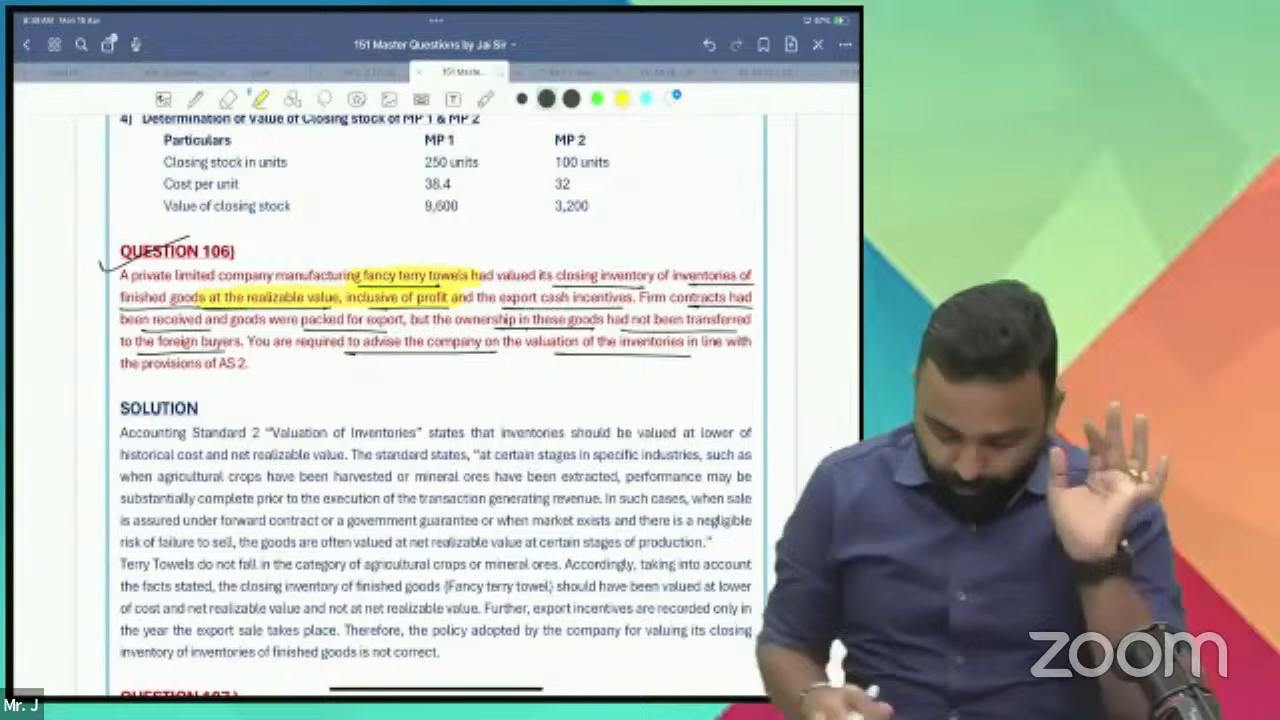 151 Master Questions by Jai Sir
151 Maste...
4) Determination of Value of Closing stock of MP 1 & MP 2
Particulars MP 1 MP 2
Closing stock in units 250 units 100 units
Cost per unit 38.4 32
Value of closing stock 9,600 3,200
QUESTION 106)
A private limited company manufacturing fancy terry towels had valued its closing inventory of inventories of
finished goods at the realizable value, inclusive of profit and the export cash incentives. Firm contracts had
been received and goods were packed for export, but the ownership in these goods had not been transferred
to the foreign buyers. You are required to advise the company on the valuation of the inventories in line with
the provisions of AS 2.
SOLUTION
Accounting Standard 2 "Valuation of Inventories" states that inventories should be valued at lower of
historical cost and net realizable value. The standard states, "at certain stages in specific industries, such as
when agricultural crops have been harvested or mineral ores have been extracted, performance may be
substantially complete prior to the execution of the transaction generating revenue. In such cases, when sale
is assured under forward contract or a government guarantee or when market exists and there is a negligible
risk of failure to sell, the goods are often valued at net realizable value at certain stages of production."
Terry Towels do not fall in the category of agricultural crops or mineral ores. Accordingly, taking into account
the facts stated, the closing inventory of finished goods (Fancy terry towel) should have been valued at lower
of cost and net realizable value and not at net realizable value. Further, export incentives are recorded only in
the year the export sale takes place. Therefore, the policy adopted by the company for valuing its closing
inventory of inventories of finished goods is not correct.
QUESTION 107)
zoom
Mr. J